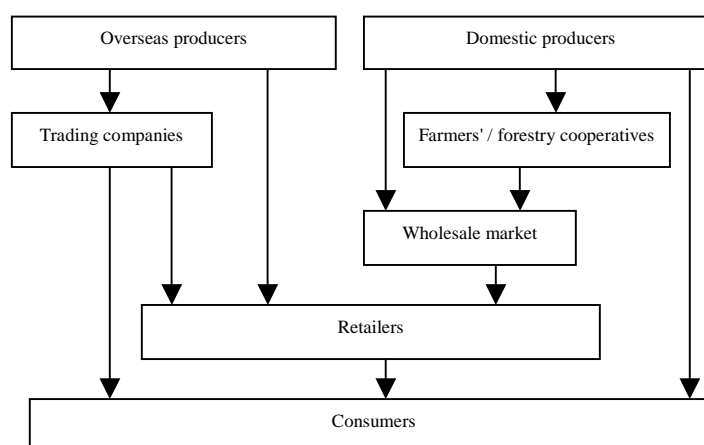 Overseas producers
Domestic producers
Trading companies
Farmers' / forestry cooperatives
Wholesale market
Retailers
Consumers